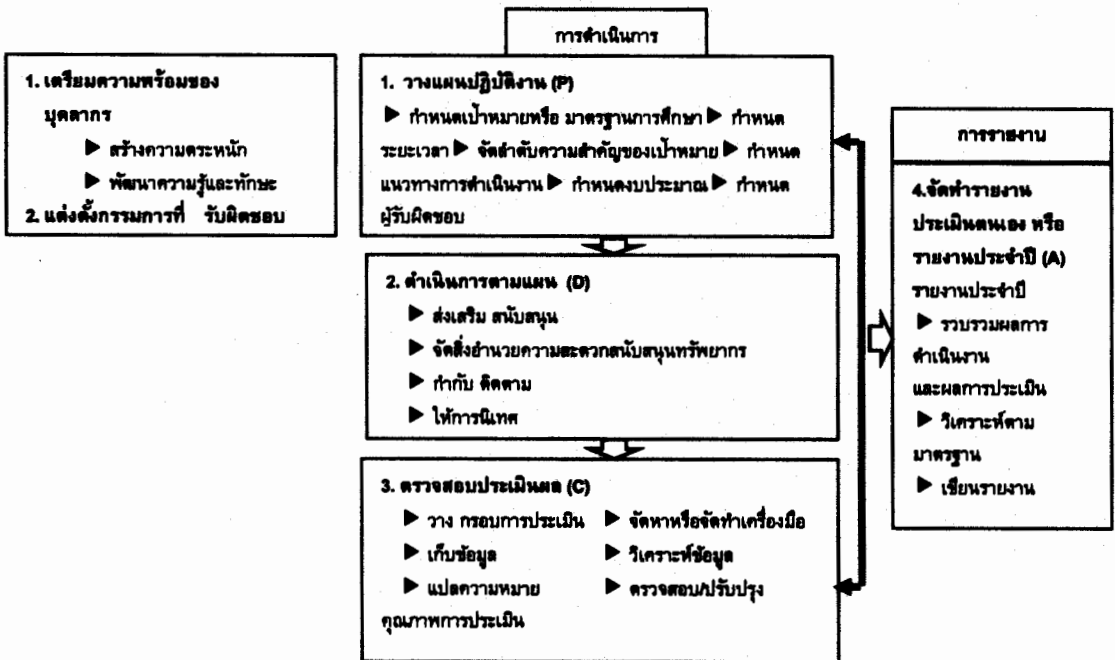 การดำเนินการ
1. เตรียมความพร้อมของ
บุคลากร
▶ สร้างความตระหนัก
▶ พัฒนาความรู้และทักษะ
2. แต่งตั้งกรรมการที่ รับผิดชอบ
1. วางแผนปฏิบัติงาน (P)
▶ กำหนดเป้าหมายหรือ มาตรฐานการศึกษา ▶ กำหนด
ระยะเวลา ▶ จัดลำดับความสำคัญของเป้าหมาย ▶ กำหนด
แนวทางการดำเนินงาน ▶ กำหนดงบประมาณ ▶ กำหนด
ผู้รับผิดชอบ
2. ดำเนินการตามแผน (D)
▶ ส่งเสริม สนับสนุน
▶ จัดสิ่งอำนวยความสะดวกสนับสนุนทรัพยากร
▶ กำกับ ติดตาม
▶ ให้การนิเทศ
3. ตรวจสอบประเมินผล (C)
▶ วาง กรอบการประเมิน ▶ จัดหาหรือจัดทำเครื่องมือ
▶ เก็บข้อมูล ▶ วิเคราะห์ข้อมูล
▶ แปลความหมาย ▶ ตรวจสอบ/ปรับปรุง
คุณภาพการประเมิน
การรายงาน
4.จัดทำรายงาน
ประเมินตนเอง หรือ
รายงานประจำปี (A)
รายงานประจำปี
▶ รวบรวมผลการ
ดำเนินงาน
และผลการประเมิน
▶ วิเคราะห์ตาม
มาตรฐาน
▶ เขียนรายงาน